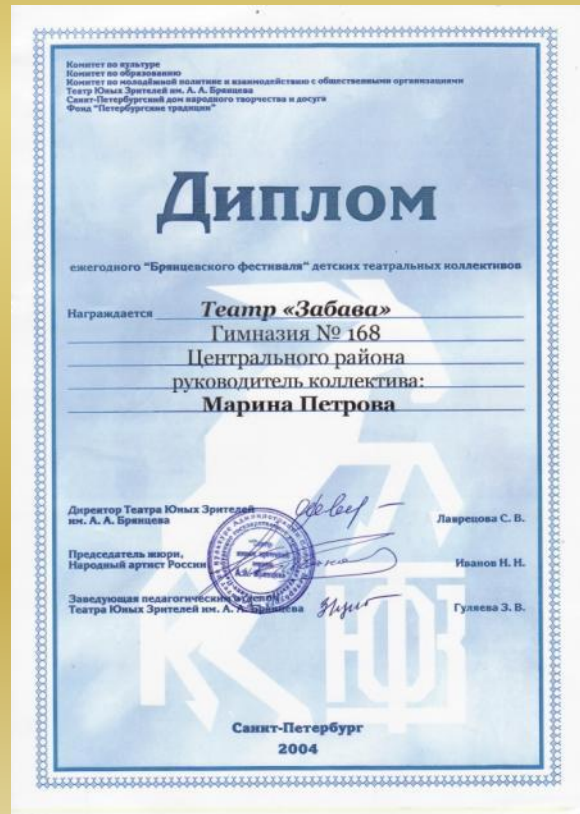 Комитет по культуре
Комитет по образованию
Комитет по молодёжной политике и взаимодействию с общественными организациями
Театр Юных Зрителей им. А. А. Брянцева
Санкт-Петербургский дом народного творчества и досуга
Фонд "Петербургские традиции"
Диплом
ежегодного "Брянцевского фестиваля" детских театральных коллективов
Награждается Театр «Забава»
Гимназия № 168
Центрального района
руководитель коллектива:
Марина Петрова
Директор Театра Юных Зрителей
им. А. А. Брянцева
Лаврецова С. В.
Председатель жюри,
Народный артист России
Иванов Н. Н.
Заведующая педагогическим отделом
Театра Юных Зрителей им. А. А. Брянцева
Гуляева З. В.
ТЮЗ
Санкт-Петербург
2004